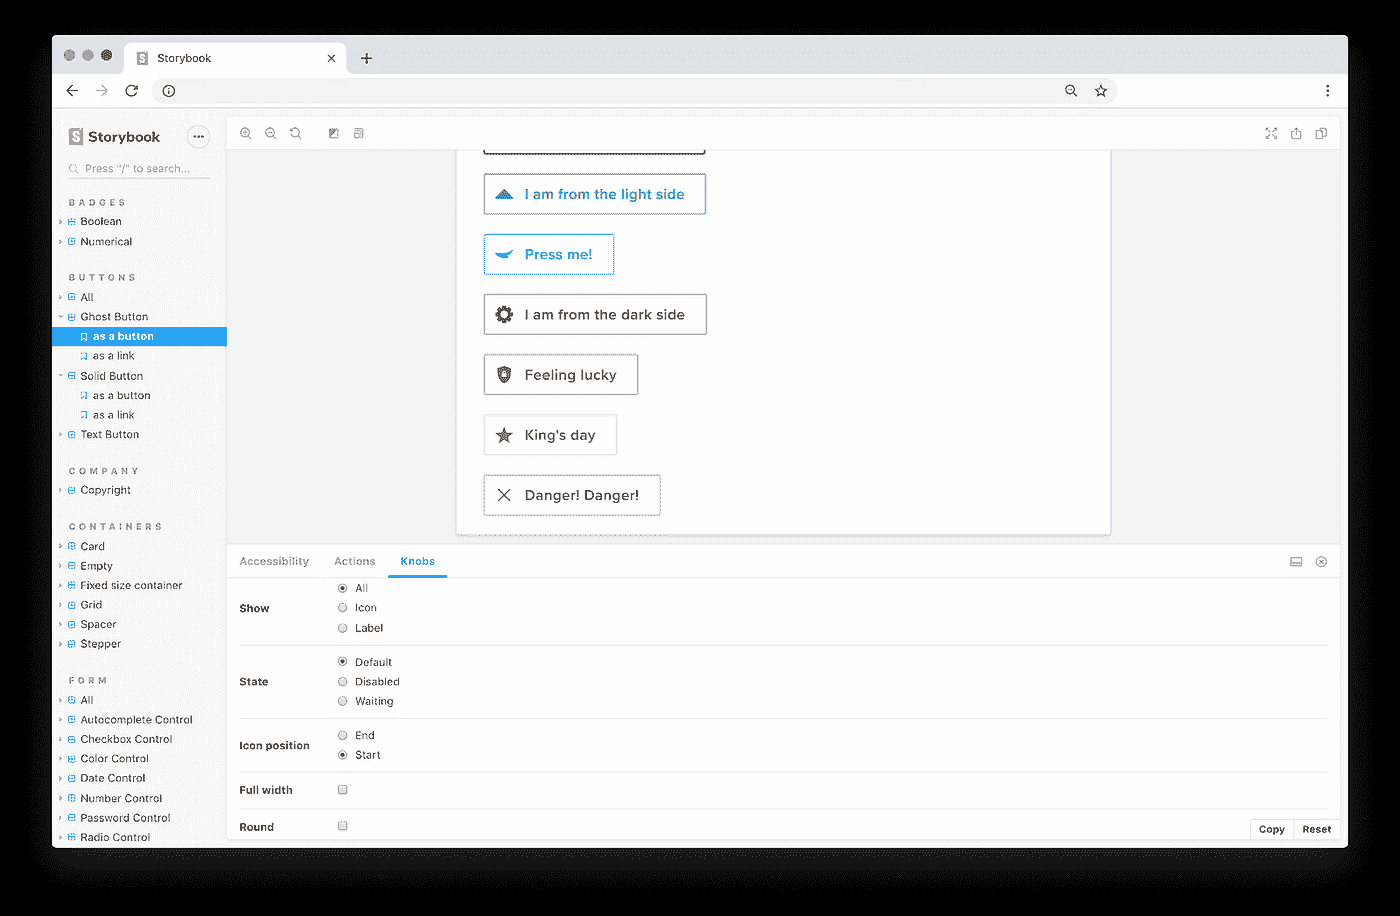 Storybook
Storybook
Press "/" to search...
BADGES
Boolean
Numerical
BUTTONS
All
Ghost Button
as a button
as a link
Solid Button
as a button
as a link
Text Button
COMPANY
Copyright
CONTAINERS
Card
Empty
Fixed size container
Grid
Spacer
Stepper
FORM
All
Autocomplete Control
Checkbox Control
Color Control
Date Control
Number Control
Password Control
Radio Control
I am from the light side
Press me!
I am from the dark side
Feeling lucky
King's day
Danger! Danger!
Accessibility Actions Knobs
Show
All
Icon
Label
State
Default
Disabled
Waiting
Icon position
End
Start
Full width
Round
Copy Reset